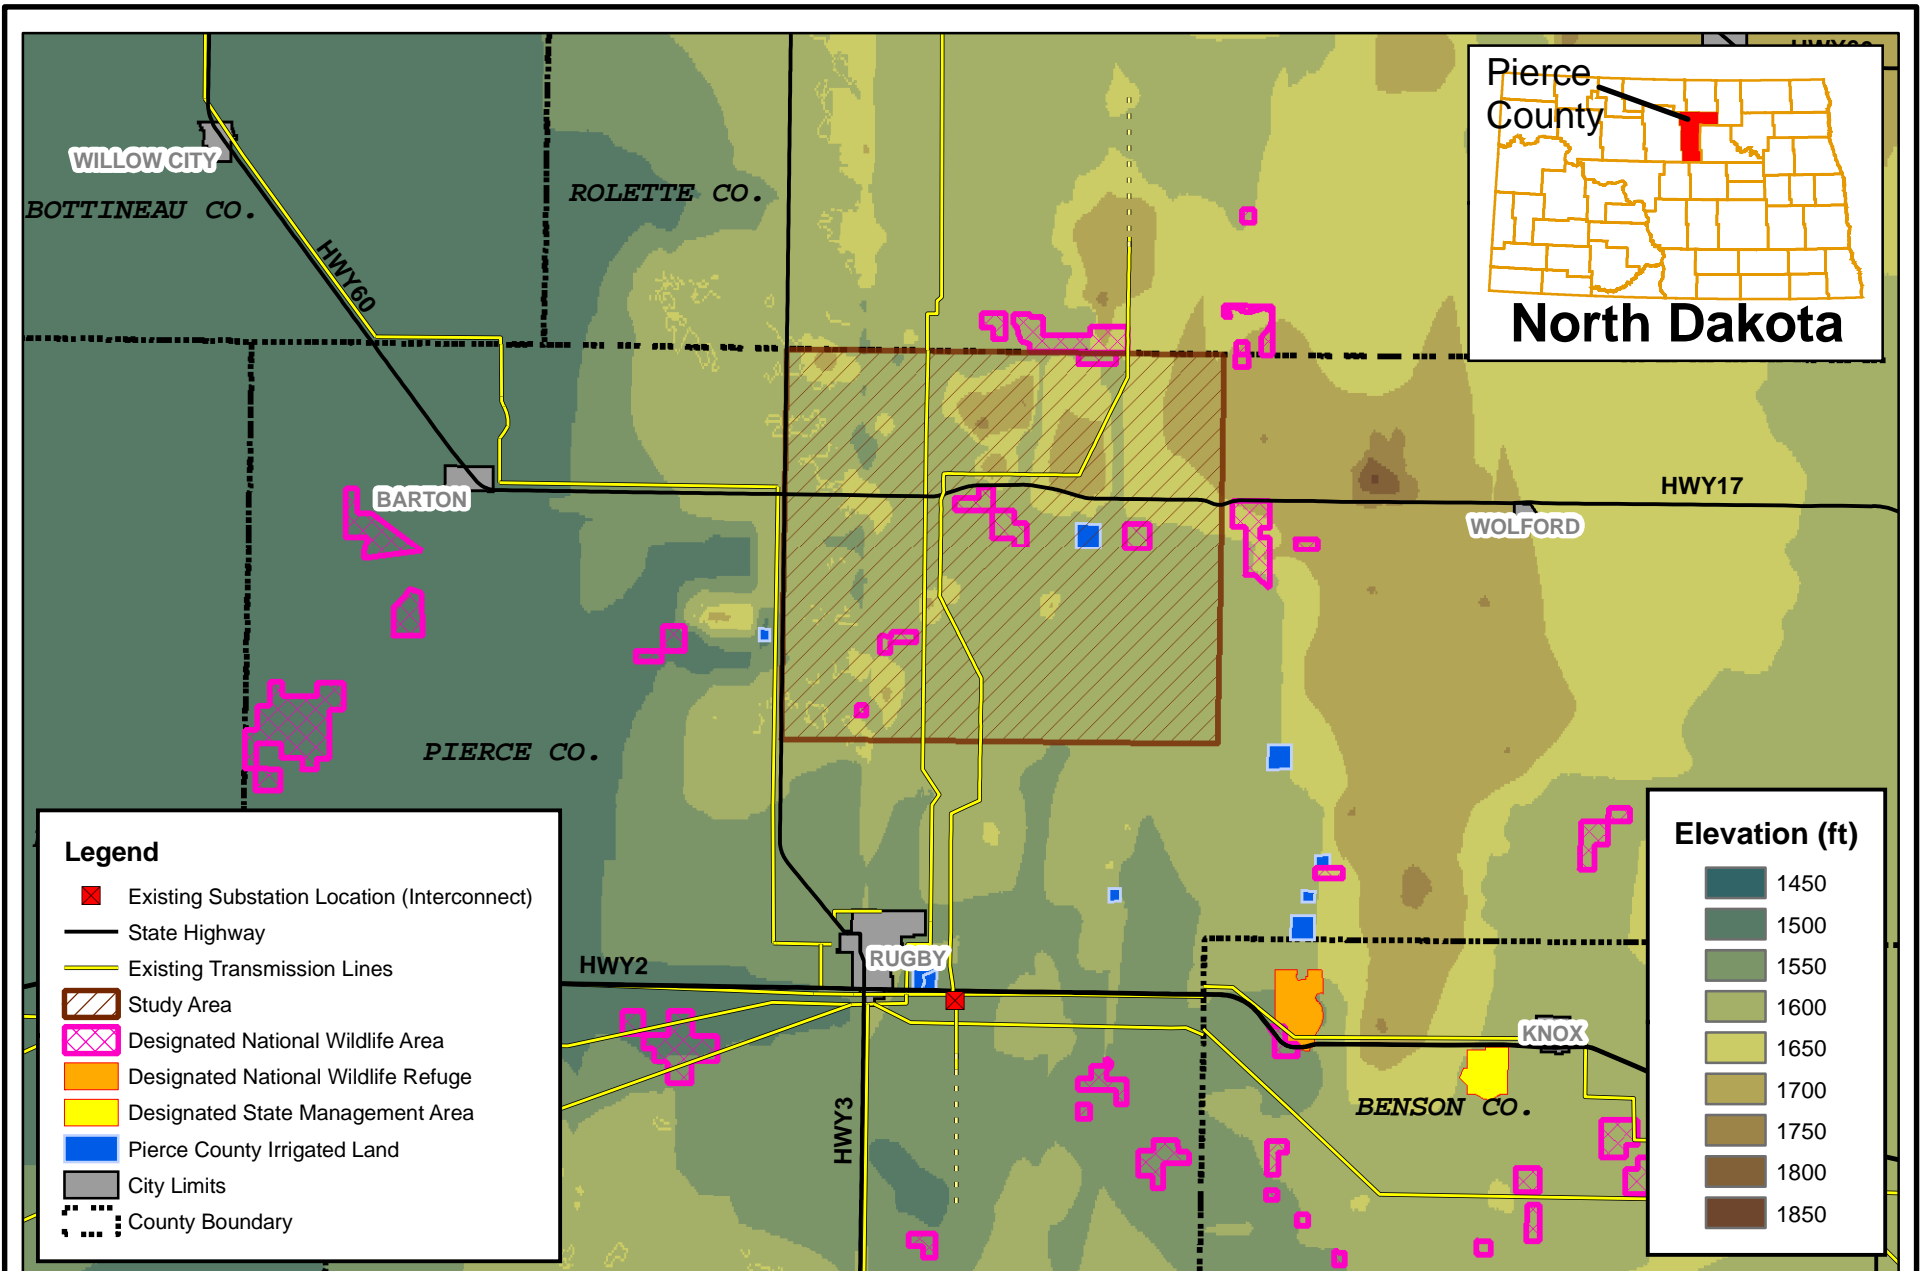 Pierce
County
North Dakota
WILLOW CITY
ROLETTE CO.
BOTTINEAU CO.
HWY60
HWY17
BARTON
WOLFORD
PIERCE CO.
Legend
Existing Substation Location (Interconnect)
State Highway
Existing Transmission Lines
Study Area
Designated National Wildlife Area
Designated National Wildlife Refuge
Designated State Management Area
Pierce County Irrigated Land
City Limits
County Boundary
HWY2
RUGBY
HWY3
KNOX
BENSON CO.
Elevation (ft)
1450
1500
1550
1600
1650
1700
1750
1800
1850